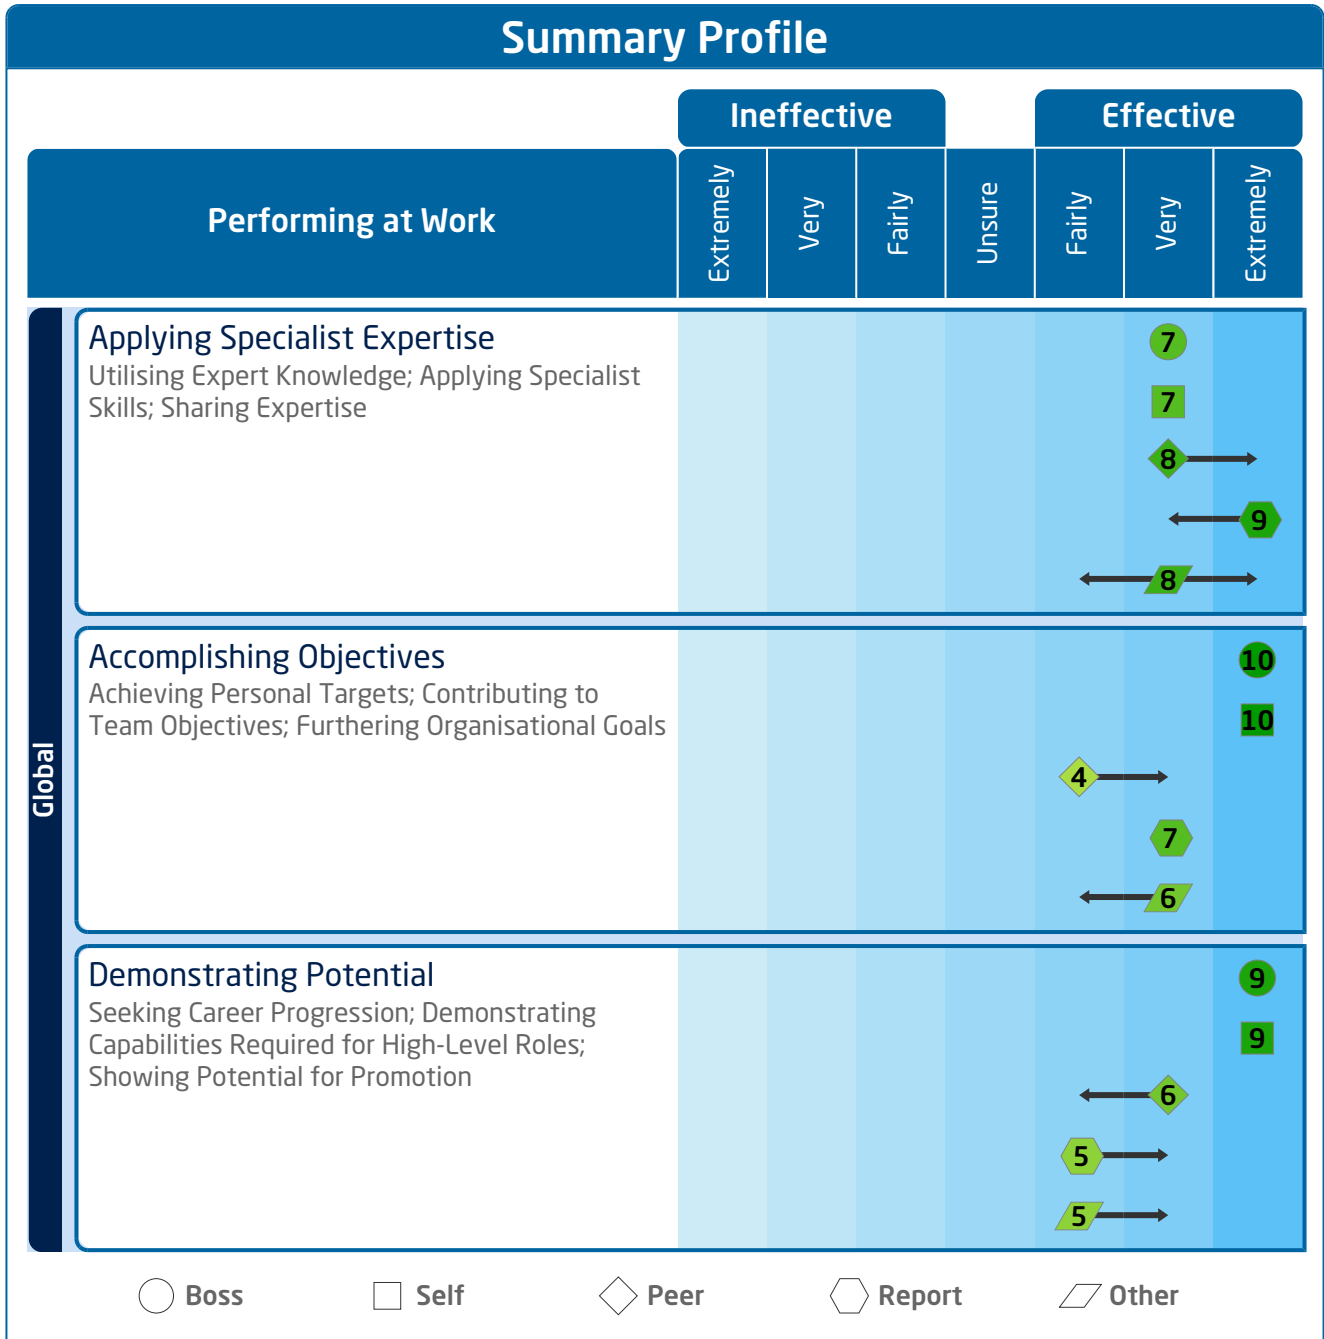 Summary Profile
Ineffective
Effective
Performing at Work
Extremely
Very
Fairly
Unsure
Fairly
Very
Extremely
Global
Applying Specialist Expertise
Utilising Expert Knowledge; Applying Specialist
Skills; Sharing Expertise
7
7
8
9
8
Accomplishing Objectives
Achieving Personal Targets; Contributing to
Team Objectives; Furthering Organisational Goals
10
10
4
7
6
Demonstrating Potential
Seeking Career Progression; Demonstrating
Capabilities Required for High-Level Roles;
Showing Potential for Promotion
9
9
6
5
5
Boss
Self
Peer
Report
Other